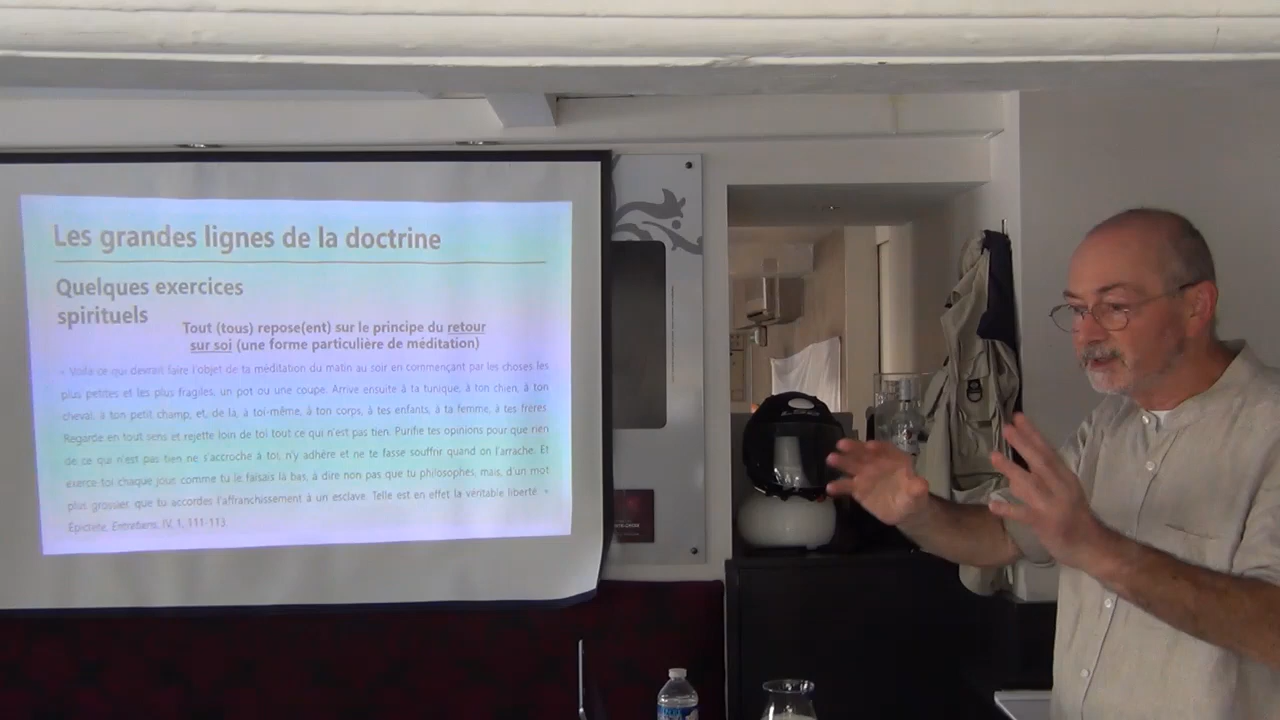 Les grandes lignes de la doctrine
Quelques exercices
spirituels
Tout (tous) repose(ent) sur le principe du retour
sur soi (une forme particulière de méditation)
« Voilà ce qui devrait faire l'objet de ta méditation du matin au soir en commençant par les choses les
plus petites et les plus fragiles, un pot ou une coupe. Arrive ensuite à ta tunique, à ton chien, à ton
cheval, à ton petit champ, et, de là, à toi-même, à ton corps, à tes enfants, à ta femme, à tes frères.
Regarde en tout sens et rejette loin de toi tout ce qui n'est pas tien. Purifie tes opinions pour que rien
de ce qui n'est pas tien ne s'accroche à toi, n'y adhère et ne te fasse souffrir quand on l'arrache. Et
exerce-toi chaque jour, comme tu le faisais là-bas, à dire non pas que tu philosophes, mais, d'un mot
plus grossier, que tu accordes l'affranchissement à un esclave. Telle est en effet la véritable liberté »
Epictète, Entretiens, IV, 1, 111-113